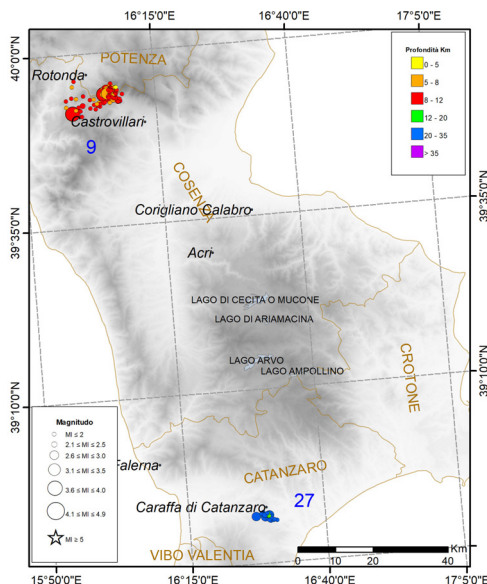 16°15'0"E
16°40'0"E
17°5'0"E
40°0'0"N
POTENZA
Rotonda
Profondità Km
0 - 5
5 - 8
8 - 12
12 - 20
20 - 35
> 35
Castrovillari
9
COSENZA
39°35'0"N
Corigliano Calabro
39°35'0"N
Acri
LAGO DI CECITA O MUCONE
LAGO DI ARIAMACINA
LAGO ARVO
LAGO AMPOLLINO
CROTONE
39°10'0"N
39°10'0"N
Magnitudo
Ml ≤ 2
2.1 ≤ Ml ≤ 2.5
2.6 ≤ Ml ≤ 3.0
3.1 ≤ Ml ≤ 3.5
3.6 ≤ Ml ≤ 4.0
4.1 ≤ Ml ≤ 4.9
Ml ≥ 5
Falerna
CATANZARO
Caraffa di Catanzaro
27
VIBO VALENTIA
Km
0 10 20 40
15°50'0"E
16°15'0"E
16°40'0"E
17°5'0"E